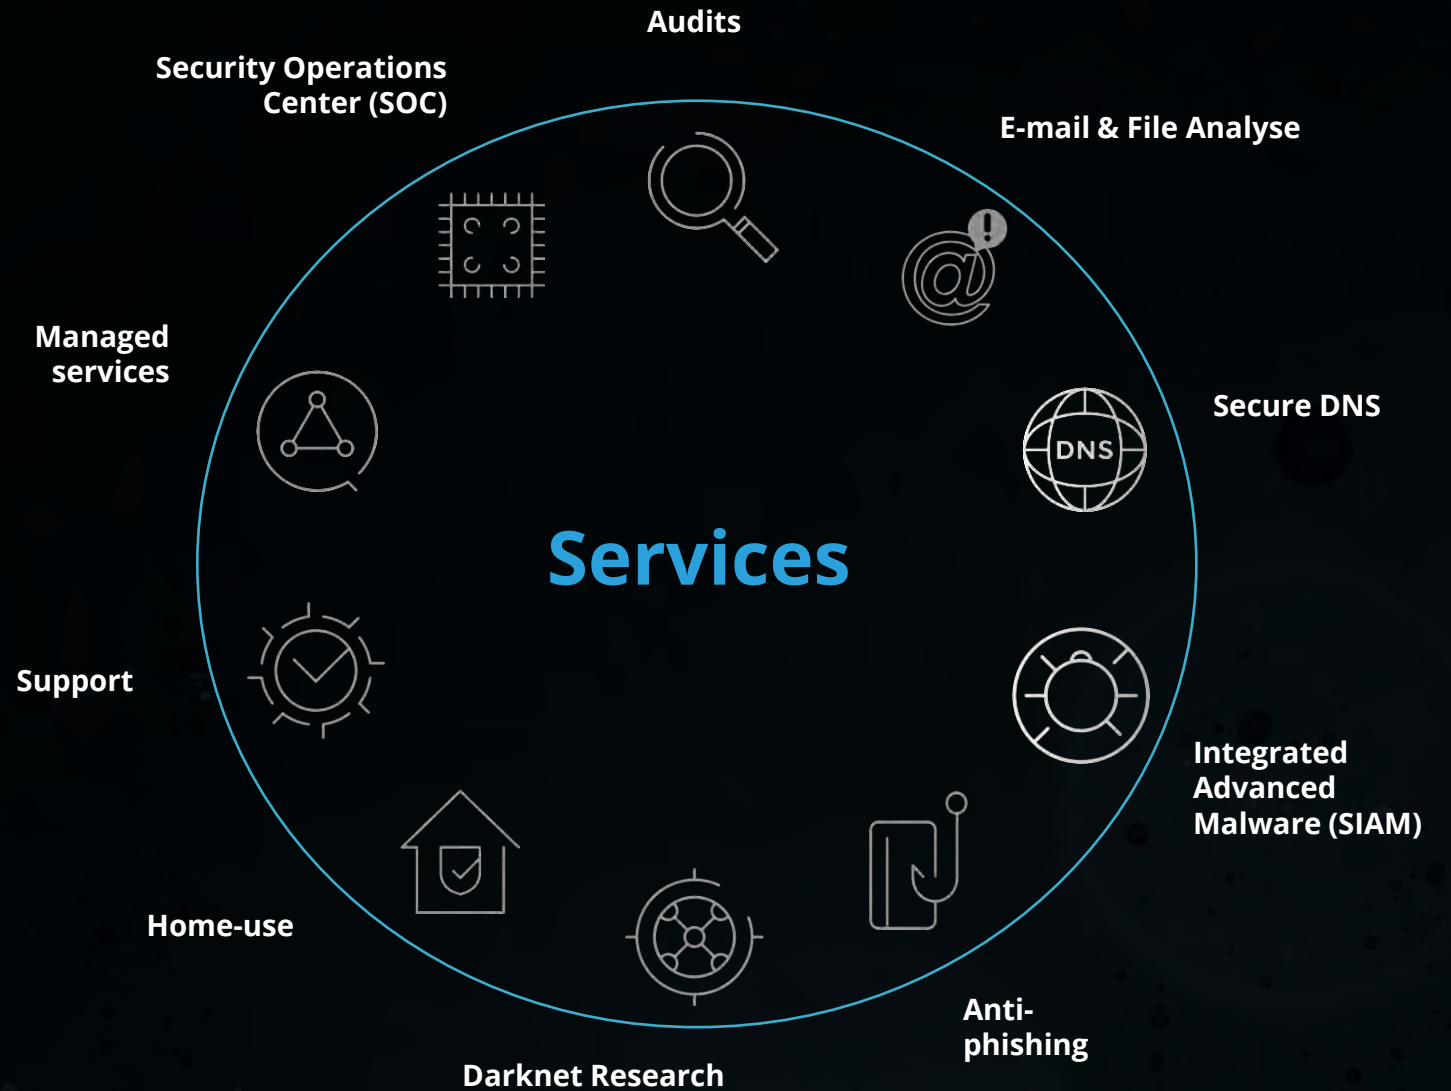 Audits
Security Operations
Center (SOC)
E-mail & File Analyse
Managed
services
Secure DNS
DNS
Services
Support
Integrated
Advanced
Malware (SIAM)
Home-use
Anti-
phishing
Darknet Research